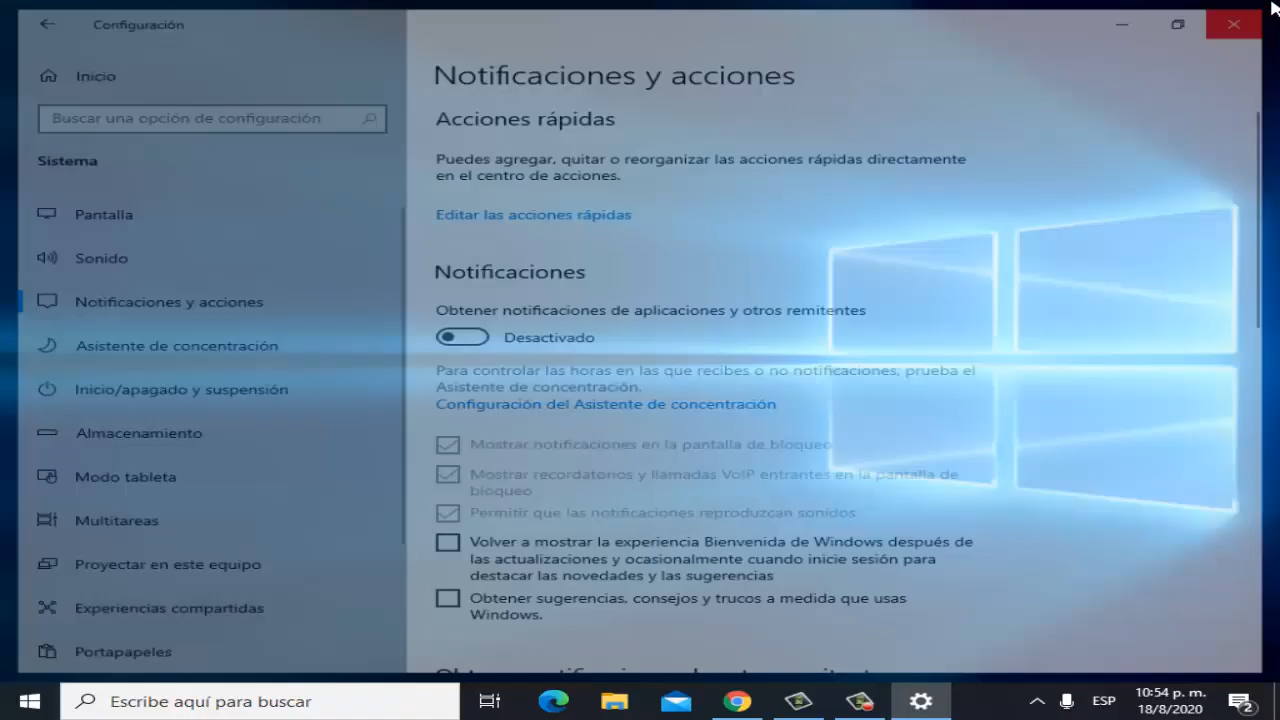 Configuración
Inicio
Buscar una opción de configuración
Sistema
Pantalla
Sonido
Notificaciones y acciones
Asistente de concentración
Inicio/apagado y suspensión
Almacenamiento
Modo tableta
Multitareas
Proyectar en este equipo
Experiencias compartidas
Portapapeles
Notificaciones y acciones
Acciones rápidas
Puedes agregar, quitar o reorganizar las acciones rápidas directamente
en el centro de acciones.
Editar las acciones rápidas
Notificaciones
Obtener notificaciones de aplicaciones y otros remitentes
Desactivado
Para controlar las horas en las que recibes o no notificaciones, prueba el
Asistente de concentración.
Configuración del Asistente de concentración
Mostrar notificaciones en la pantalla de bloqueo
Mostrar recordatorios y llamadas VoIP entrantes en la pantalla de
bloqueo
Permitir que las notificaciones reproduzcan sonidos
Volver a mostrar la experiencia Bienvenida de Windows después de
las actualizaciones y ocasionalmente cuando inicie sesión para
destacar las novedades y las sugerencias
Obtener sugerencias, consejos y trucos a medida que usas
Windows.
Escribe aquí para buscar
ESP
10:54 p. m.
18/8/2020
2